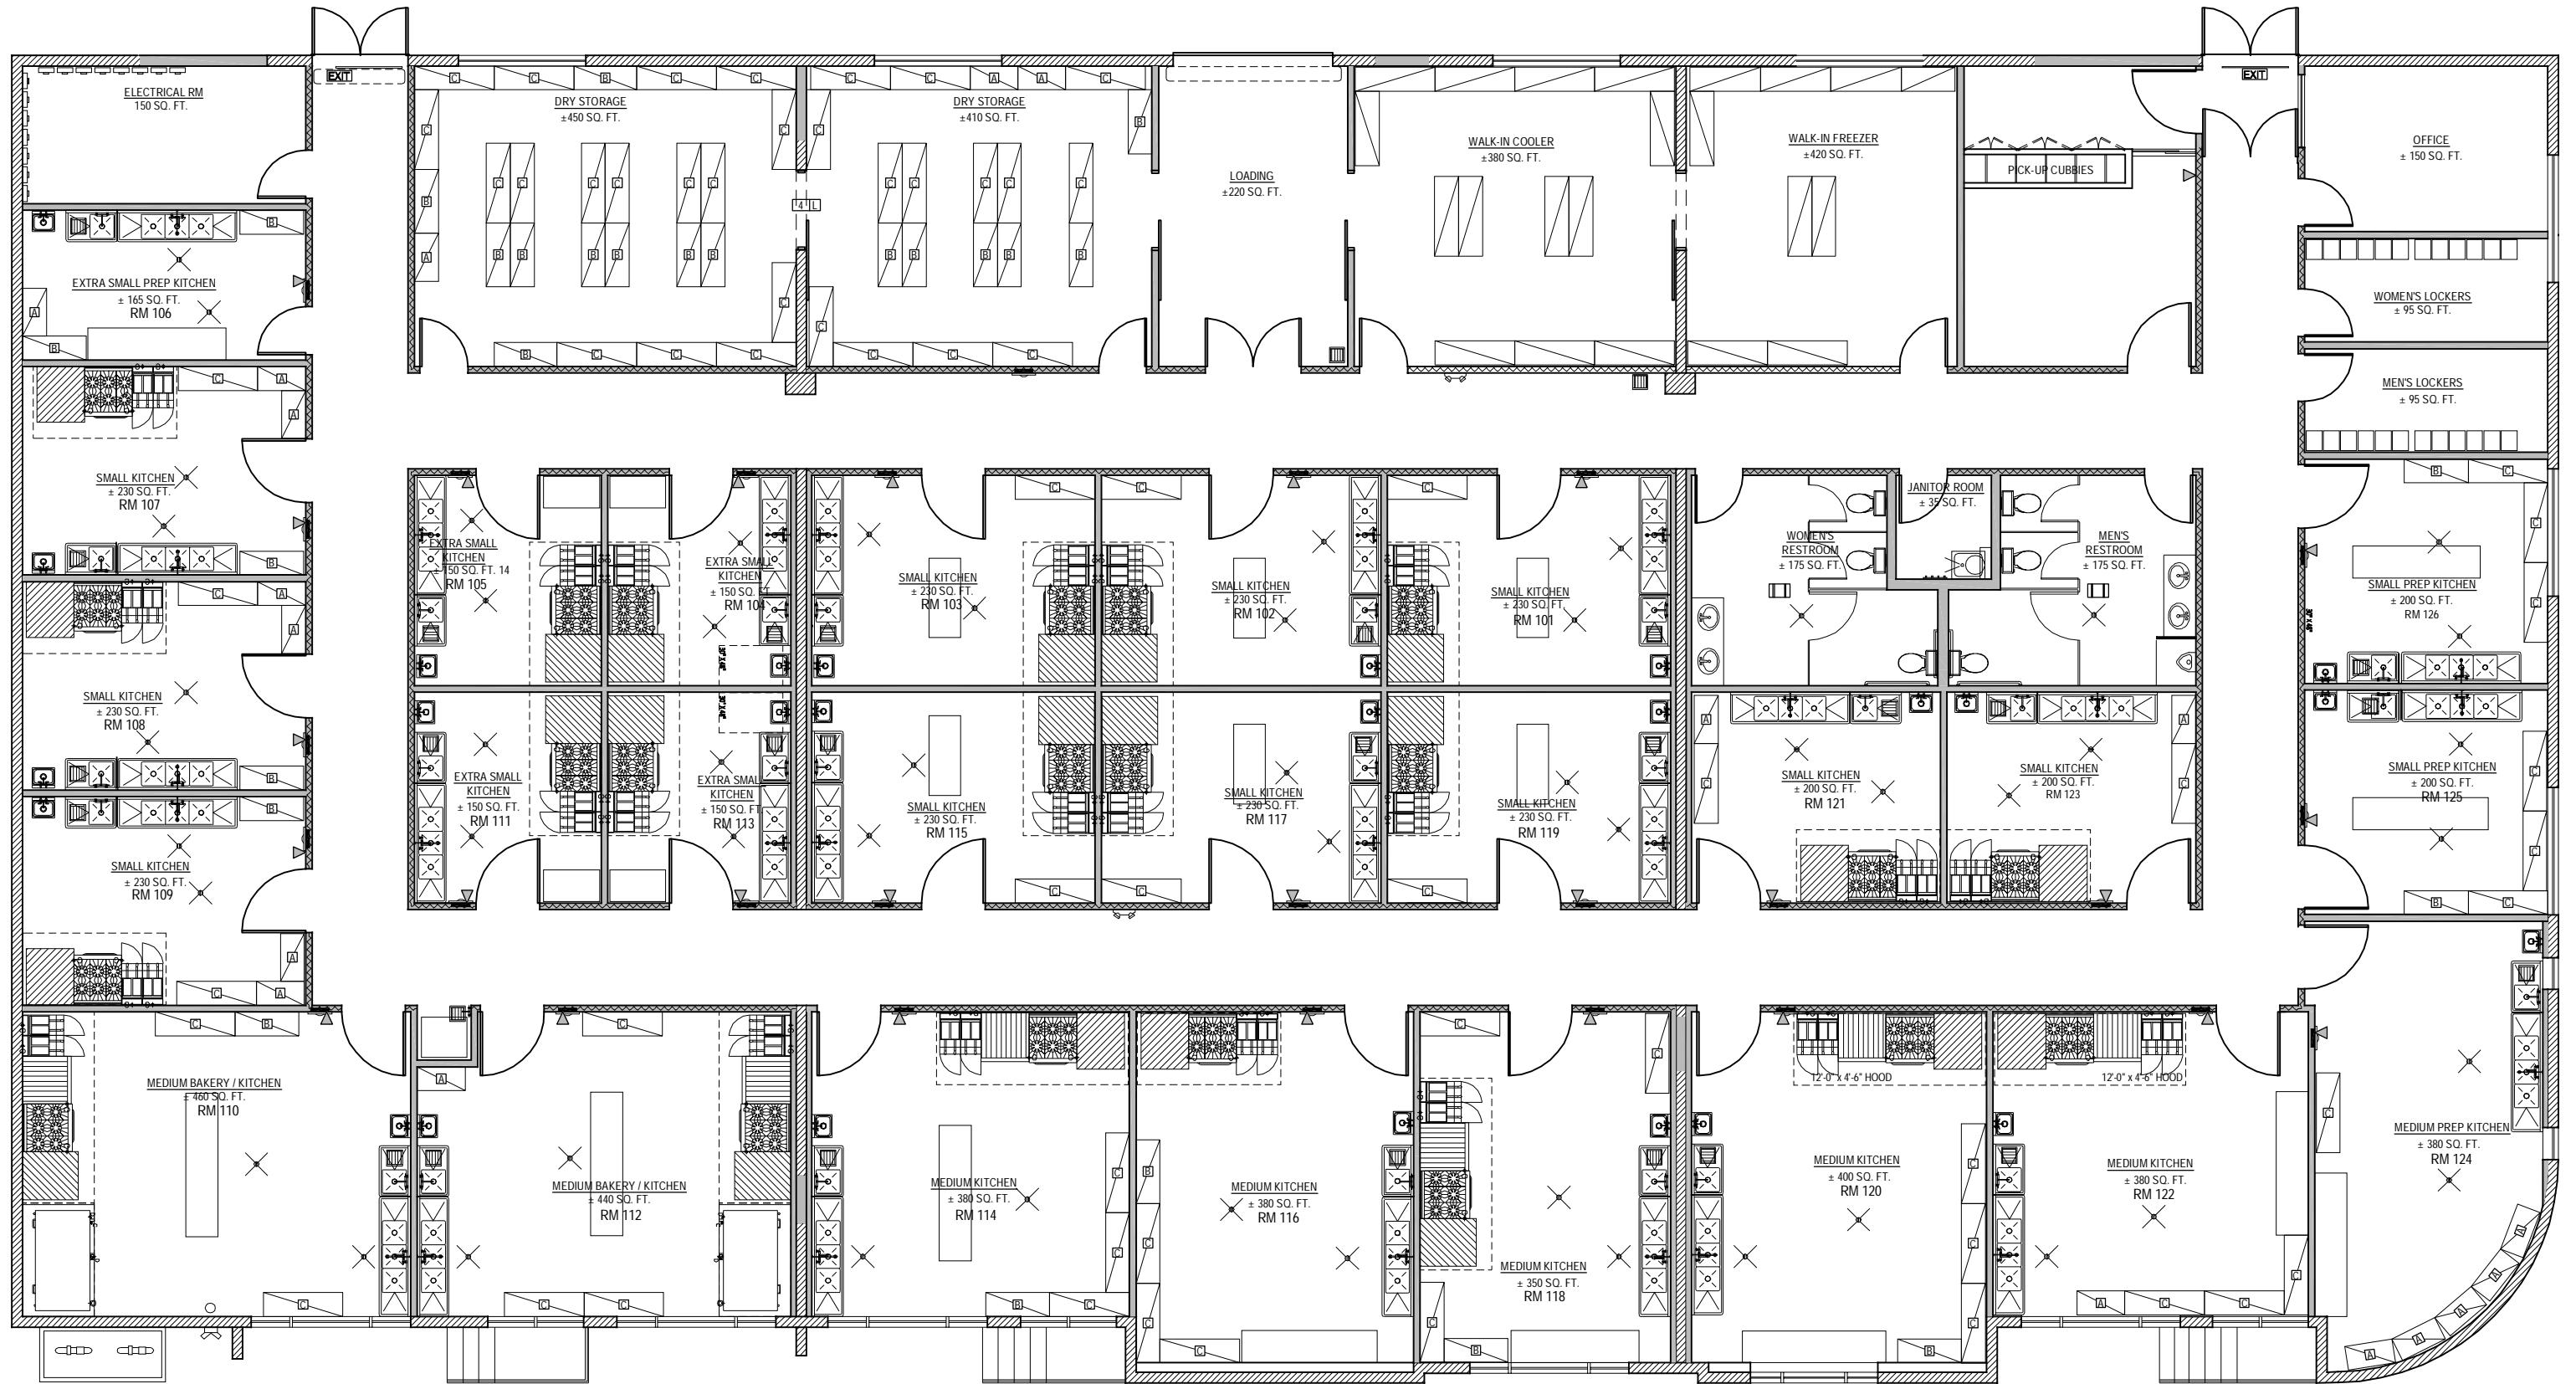 EXIT
EXIT
ELECTRICAL RM
150 SQ. FT.
DRY STORAGE
±450 SQ. FT.
DRY STORAGE
±410 SQ. FT.
LOADING
±220 SQ. FT.
WALK-IN COOLER
±380 SQ. FT.
WALK-IN FREEZER
±420 SQ. FT.
PICK-UP CUBBIES
OFFICE
± 150 SQ. FT.
4 L
EXTRA SMALL PREP KITCHEN
± 165 SQ. FT.
RM 106
WOMEN'S LOCKERS
± 95 SQ. FT.
MEN'S LOCKERS
± 95 SQ. FT.
SMALL KITCHEN
± 230 SQ. FT.
RM 107
EXTRA SMALL
KITCHEN
± 150 SQ. FT. 14
RM 105
EXTRA SMALL
KITCHEN
± 150 SQ. FT.
RM 104
SMALL KITCHEN
± 230 SQ. FT.
RM 103
SMALL KITCHEN
± 230 SQ. FT.
RM 102
SMALL KITCHEN
± 230 SQ. FT.
RM 101
WOMEN'S
RESTROOM
± 175 SQ. FT.
JANITOR ROOM
± 35 SQ. FT.
MEN'S
RESTROOM
± 175 SQ. FT.
SMALL PREP KITCHEN
± 200 SQ. FT.
RM 126
SMALL KITCHEN
± 230 SQ. FT.
RM 108
EXTRA SMALL
KITCHEN
± 150 SQ. FT.
RM 111
EXTRA SMALL
KITCHEN
± 150 SQ. FT.
RM 113
SMALL KITCHEN
± 230 SQ. FT.
RM 115
SMALL KITCHEN
± 230 SQ. FT.
RM 117
SMALL KITCHEN
± 230 SQ. FT.
RM 119
SMALL KITCHEN
± 200 SQ. FT.
RM 121
SMALL KITCHEN
± 200 SQ. FT.
RM 123
SMALL PREP KITCHEN
± 200 SQ. FT.
RM 125
SMALL KITCHEN
± 230 SQ. FT.
RM 109
MEDIUM BAKERY / KITCHEN
± 460 SQ. FT.
RM 110
MEDIUM BAKERY / KITCHEN
± 440 SQ. FT.
RM 112
MEDIUM KITCHEN
± 380 SQ. FT.
RM 114
MEDIUM KITCHEN
± 380 SQ. FT.
RM 116
MEDIUM KITCHEN
± 350 SQ. FT.
RM 118
12'-0" x 4'-6" HOOD
MEDIUM KITCHEN
± 400 SQ. FT.
RM 120
12'-0" x 4'-6" HOOD
MEDIUM KITCHEN
± 380 SQ. FT.
RM 122
MEDIUM PREP KITCHEN
± 380 SQ. FT.
RM 124